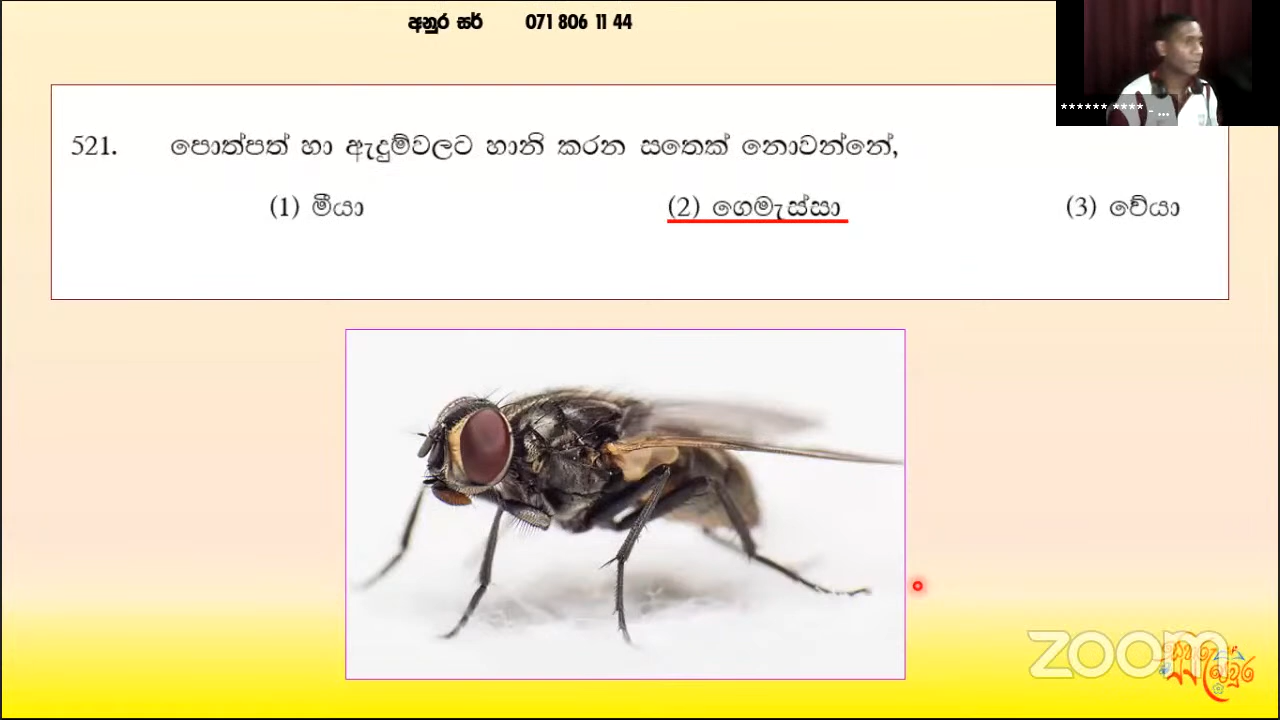 අනුර සර් 071 806 11 44
****** **** - ...
521. පොත්පත් හා ඇඳුම්වලට හානි කරන සතෙක් නොවන්නේ,
(1) මීයා (2) ගෙමැස්සා (3) වේයා
zoom